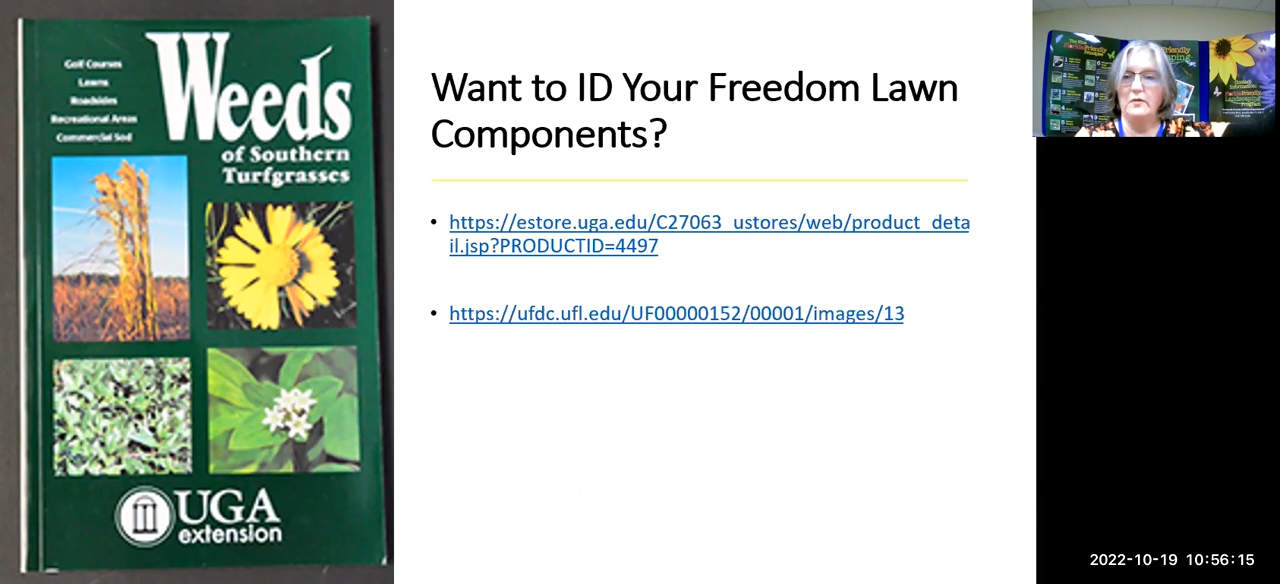 Golf Courses
Lawns
Roadsides
Recreational Areas
Commercial Sod
Weeds
of Southern
Turfgrasses
UGA
extension
Want to ID Your Freedom Lawn
Components?
• https://estore.uga.edu/C27063_ustores/web/product_deta
il.jsp?PRODUCTID=4497
• https://ufdc.ufl.edu/UF00000152/00001/images/13
2022-10-19 10:56:15